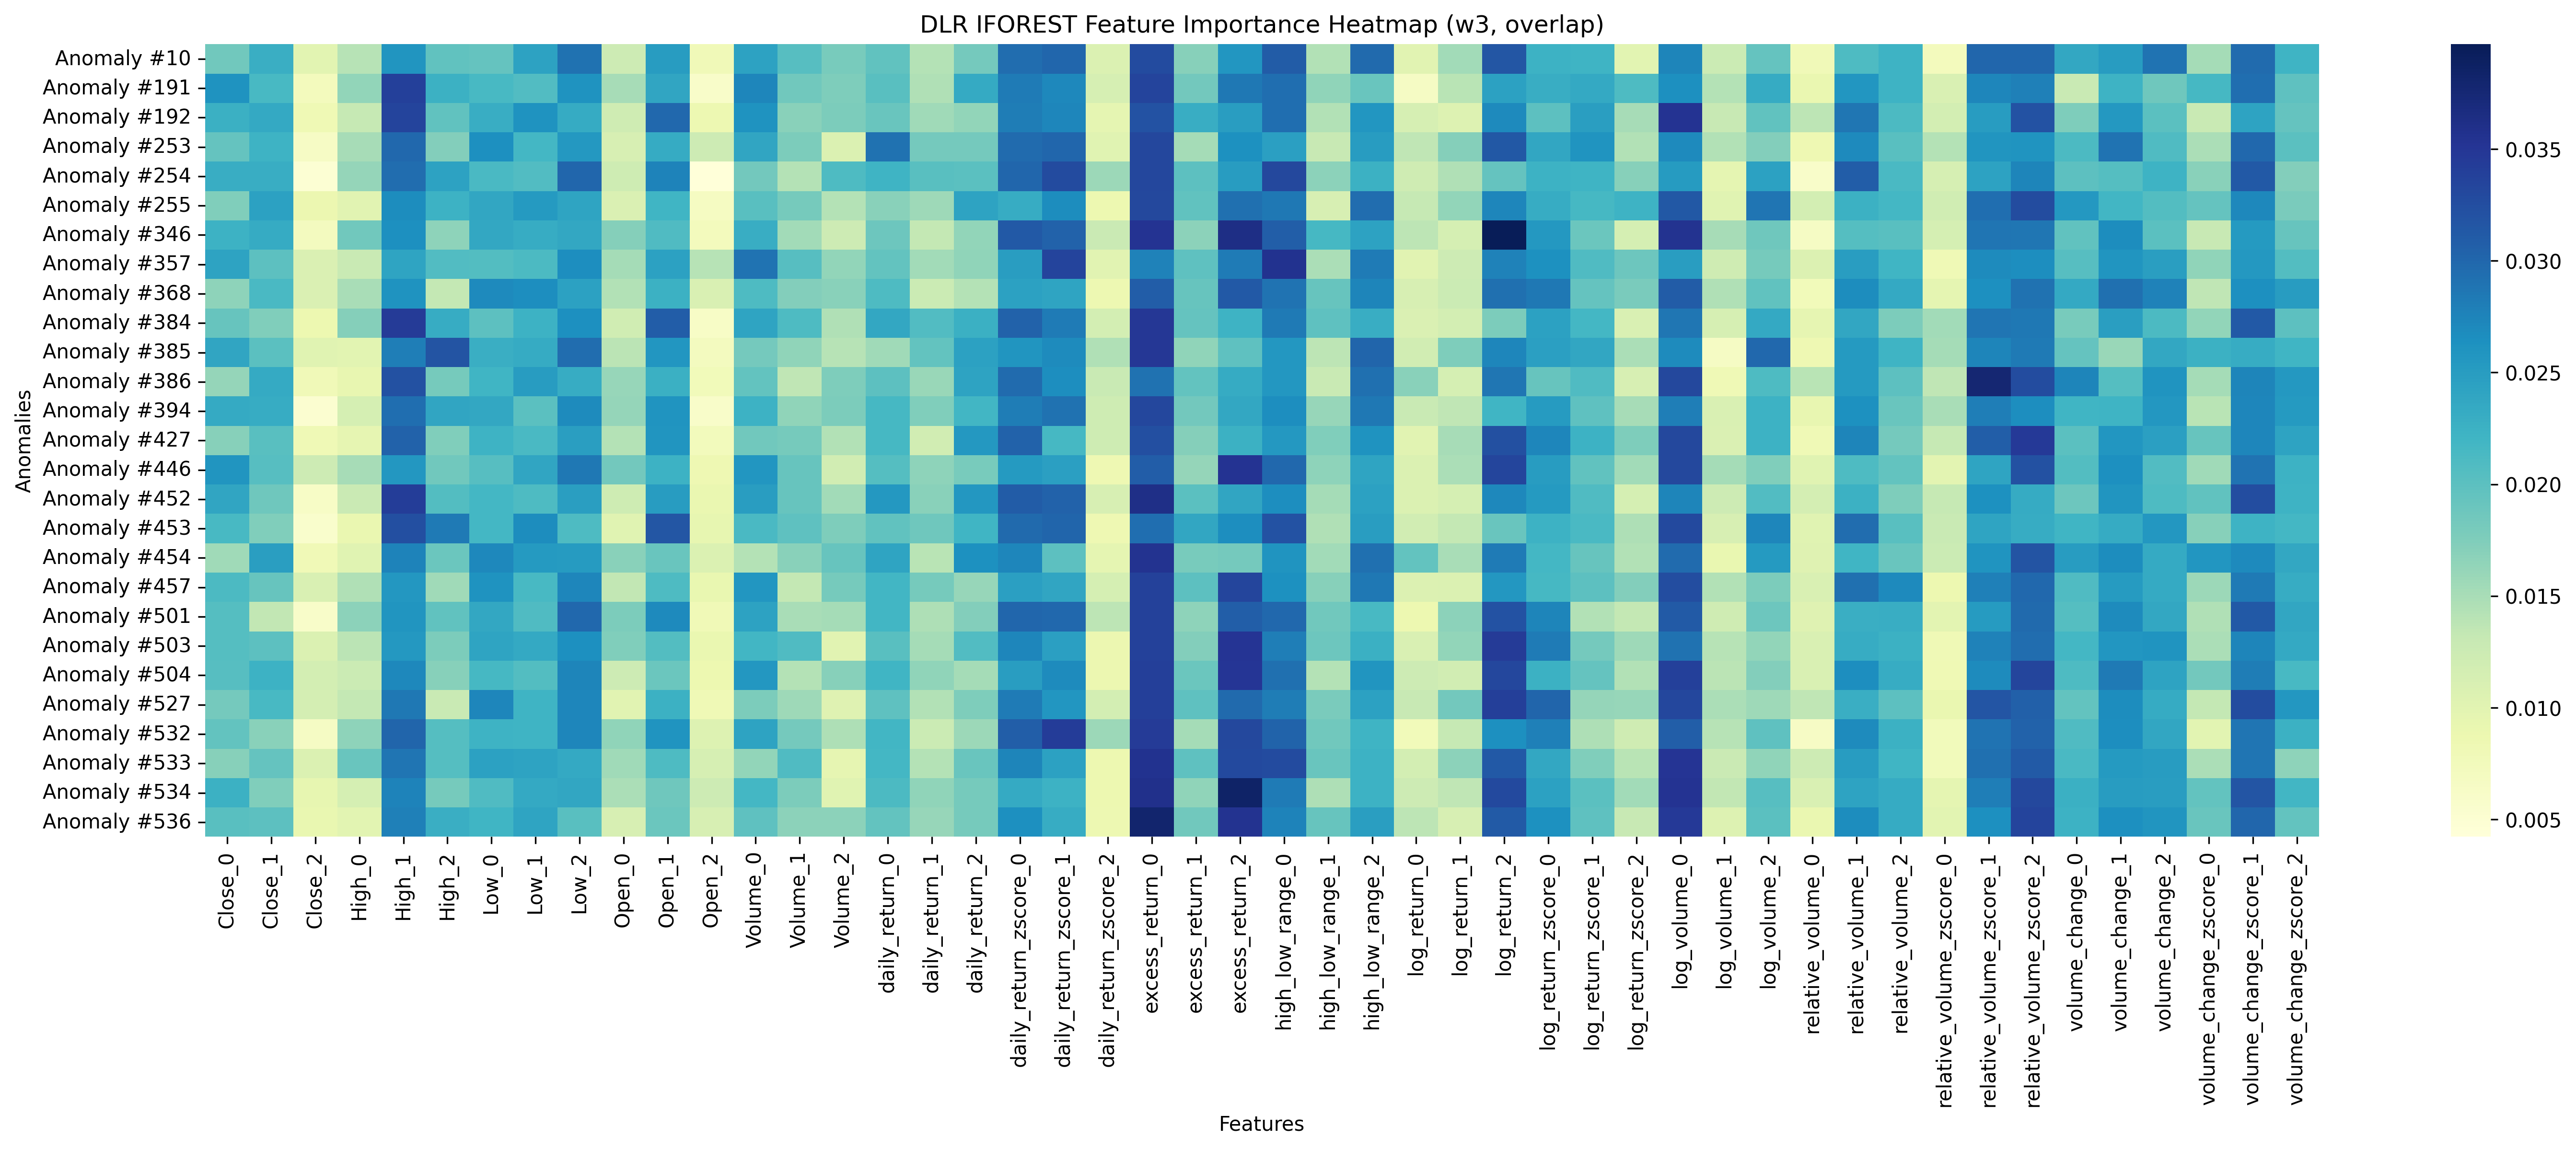 DLR IFOREST Feature Importance Heatmap (w3, overlap)
Anomalies
Anomaly #10
Anomaly #191
Anomaly #192
Anomaly #253
Anomaly #254
Anomaly #255
Anomaly #346
Anomaly #357
Anomaly #368
Anomaly #384
Anomaly #385
Anomaly #386
Anomaly #394
Anomaly #427
Anomaly #446
Anomaly #452
Anomaly #453
Anomaly #454
Anomaly #457
Anomaly #501
Anomaly #503
Anomaly #504
Anomaly #527
Anomaly #532
Anomaly #533
Anomaly #534
Anomaly #536
Close_0
Close_1
Close_2
High_0
High_1
High_2
Low_0
Low_1
Low_2
Open_0
Open_1
Open_2
Volume_0
Volume_1
Volume_2
daily_return_0
daily_return_1
daily_return_2
daily_return_zscore_0
daily_return_zscore_1
daily_return_zscore_2
excess_return_0
excess_return_1
excess_return_2
high_low_range_0
high_low_range_1
high_low_range_2
log_return_0
log_return_1
log_return_2
log_return_zscore_0
log_return_zscore_1
log_return_zscore_2
log_volume_0
log_volume_1
log_volume_2
relative_volume_0
relative_volume_1
relative_volume_2
relative_volume_zscore_0
relative_volume_zscore_1
relative_volume_zscore_2
volume_change_0
volume_change_1
volume_change_2
volume_change_zscore_0
volume_change_zscore_1
volume_change_zscore_2
Features
0.035
0.030
0.025
0.020
0.015
0.010
0.005